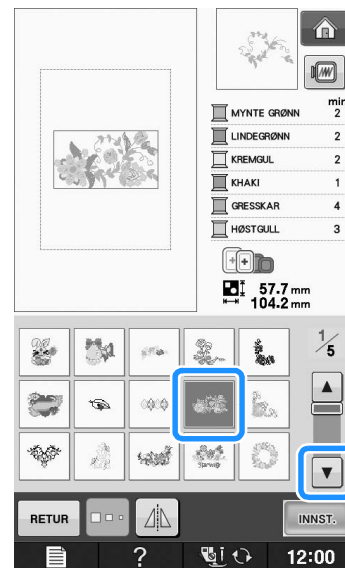 min
MYNTE GRØNN 2
LINDEGRØNN 2
KREMGUL 2
KHAKI 1
GRESSKAR 4
HØSTGULL 3
57.7 mm
104.2 mm
1/5
Spring
RETUR
INNST.
?
12:00